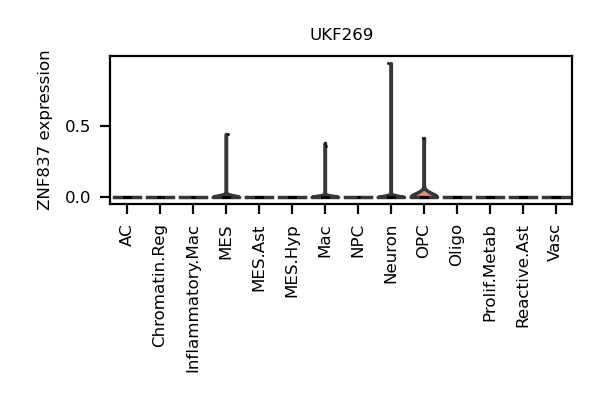 UKF269
ZNF837 expression
0.5
0.0
AC
Chromatin.Reg
Inflammatory.Mac
MES
MES.Ast
MES.Hyp
Mac
NPC
Neuron
OPC
Oligo
Prolif.Metab
Reactive.Ast
Vasc